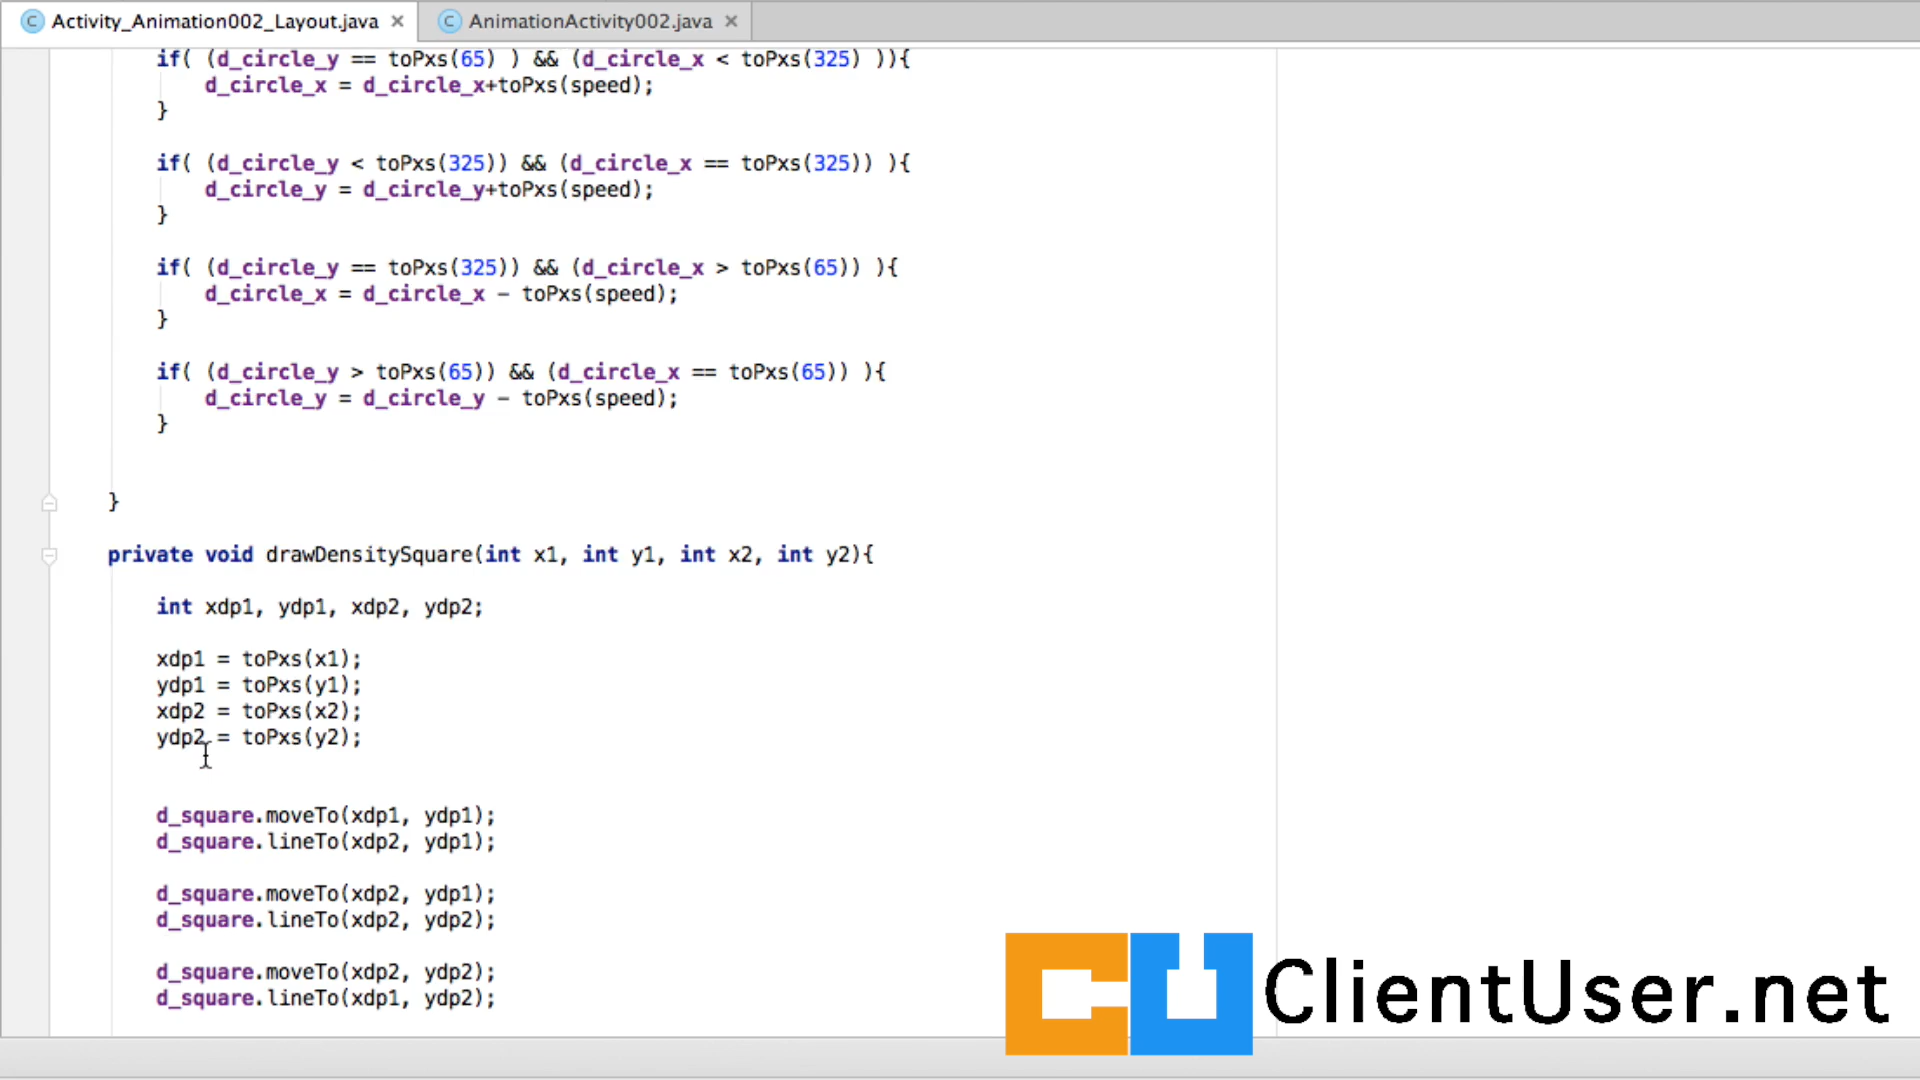 Activity_Animation002_Layout.java
AnimationActivity002.java
if( (d_circle_y == toPxs(65) ) && (d_circle_x < toPxs(325) )){
d_circle_x = d_circle_x+toPxs(speed);
}
if( (d_circle_y < toPxs(325)) && (d_circle_x == toPxs(325)) ){
d_circle_y = d_circle_y+toPxs(speed);
}
if( (d_circle_y == toPxs(325)) && (d_circle_x > toPxs(65)) ){
d_circle_x = d_circle_x - toPxs(speed);
}
if( (d_circle_y > toPxs(65)) && (d_circle_x == toPxs(65)) ){
d_circle_y = d_circle_y - toPxs(speed);
}
}
private void drawDensitySquare(int x1, int y1, int x2, int y2){
int xdp1, ydp1, xdp2, ydp2;
xdp1 = toPxs(x1);
ydp1 = toPxs(y1);
xdp2 = toPxs(x2);
ydp2 = toPxs(y2);
d_square.moveTo(xdp1, ydp1);
d_square.lineTo(xdp2, ydp1);
d_square.moveTo(xdp2, ydp1);
d_square.lineTo(xdp2, ydp2);
d_square.moveTo(xdp2, ydp2);
d_square.lineTo(xdp1, ydp2);
CU ClientUser.net